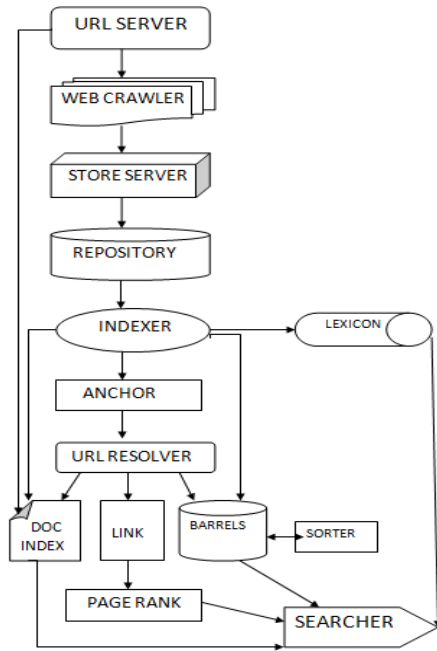 URL SERVER
WEB CRAWLER
STORE SERVER
REPOSITORY
INDEXER
LEXICON
ANCHOR
URL RESOLVER
DOC
INDEX
LINK
BARRELS
SORTER
PAGE RANK
SEARCHER